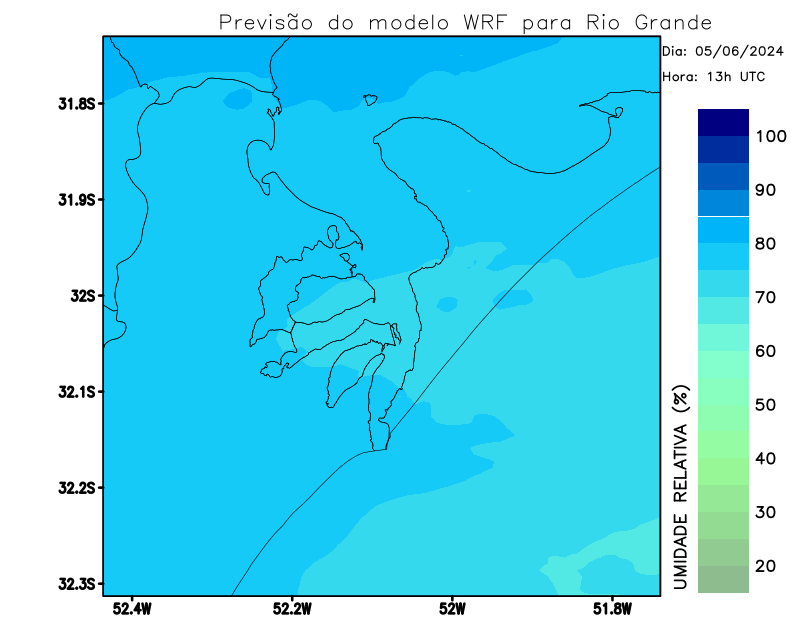 Previsão do modelo WRF para Rio Grande
Dia: 05/06/2024
Hora: 13h UTC
31.8S
31.9S
32S
32.1S
32.2S
32.3S
52.4W
52.2W
52W
51.8W
100
90
80
70
60
50
40
30
20
UMIDADE RELATIVA (%)